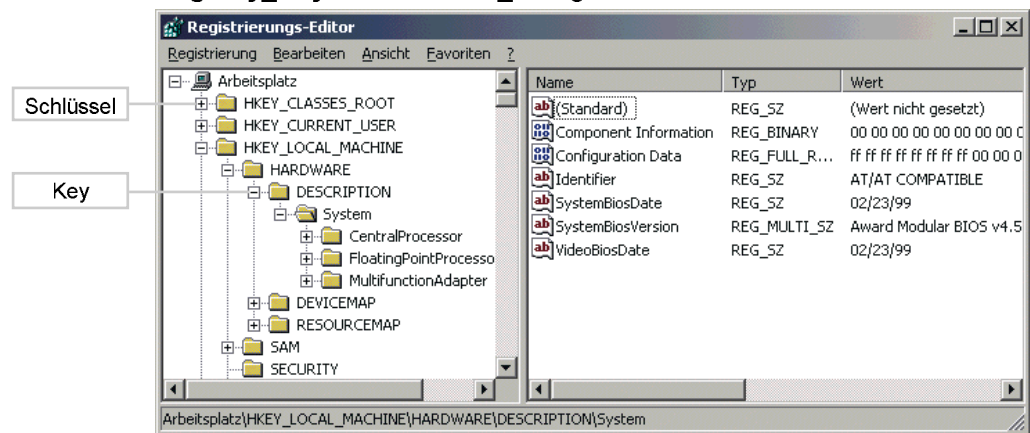 Registrierungs-Editor
Registrierung Bearbeiten Ansicht Favoriten ?
Schlüssel
Key
Arbeitsplatz
HKEY_CLASSES_ROOT
HKEY_CURRENT_USER
HKEY_LOCAL_MACHINE
HARDWARE
DESCRIPTION
System
CentralProcessor
FloatingPointProcesso
MultifunctionAdapter
DEVICEMAP
RESOURCEMAP
SAM
SECURITY
Name Typ Wert
(Standard) REG_SZ (Wert nicht gesetzt)
Component Information REG_BINARY 00 00 00 00 00 00 00 00 0
Configuration Data REG_FULL_R... ff ff ff ff ff ff ff ff 00 00 0
Identifier REG_SZ AT/AT COMPATIBLE
SystemBiosDate REG_SZ 02/23/99
SystemBiosVersion REG_MULTI_SZ Award Modular BIOS v4.5
VideoBiosDate REG_SZ 02/23/99
Arbeitsplatz\HKEY_LOCAL_MACHINE\HARDWARE\DESCRIPTION\System